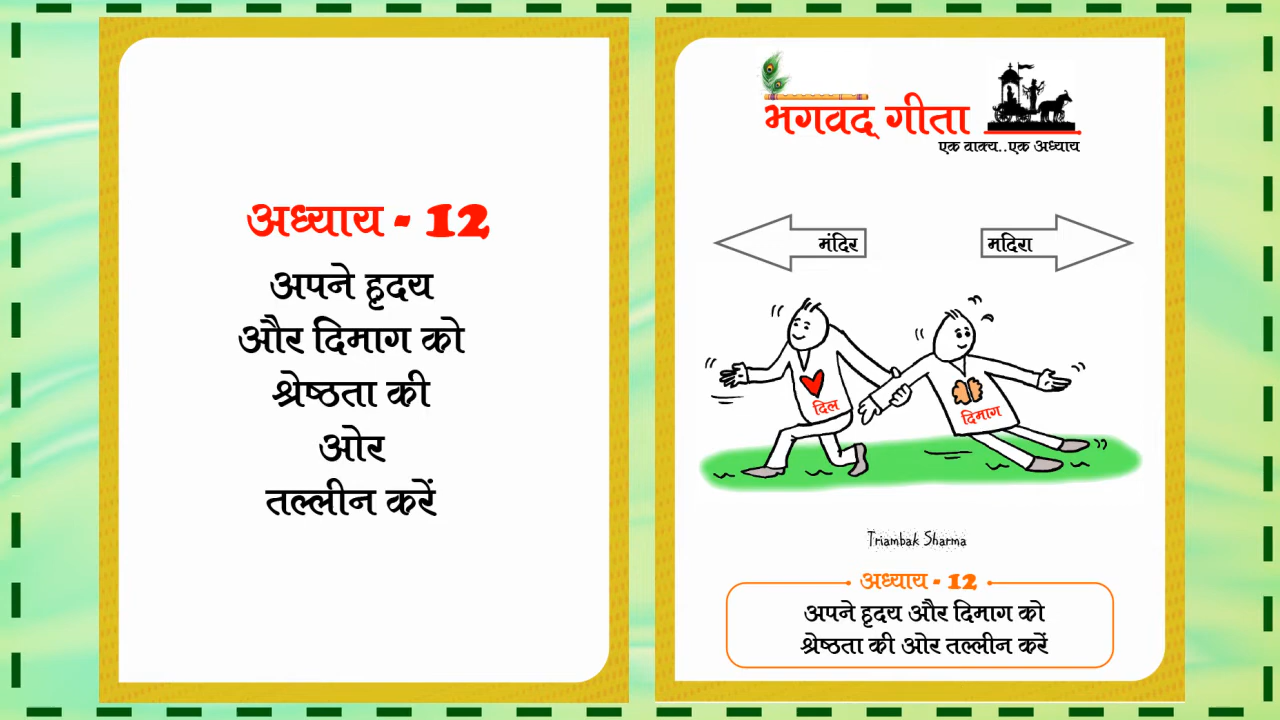 अध्याय - 12
अपने हृदय
और दिमाग को
श्रेष्ठता की
ओर
तल्लीन करें
भगवद् गीता
एक वाक्य..एक अध्याय
मंदिर
मदिरा
दिल
दिमाग
Triambak Sharma
अध्याय - 12
अपने हृदय और दिमाग को
श्रेष्ठता की ओर तल्लीन करें